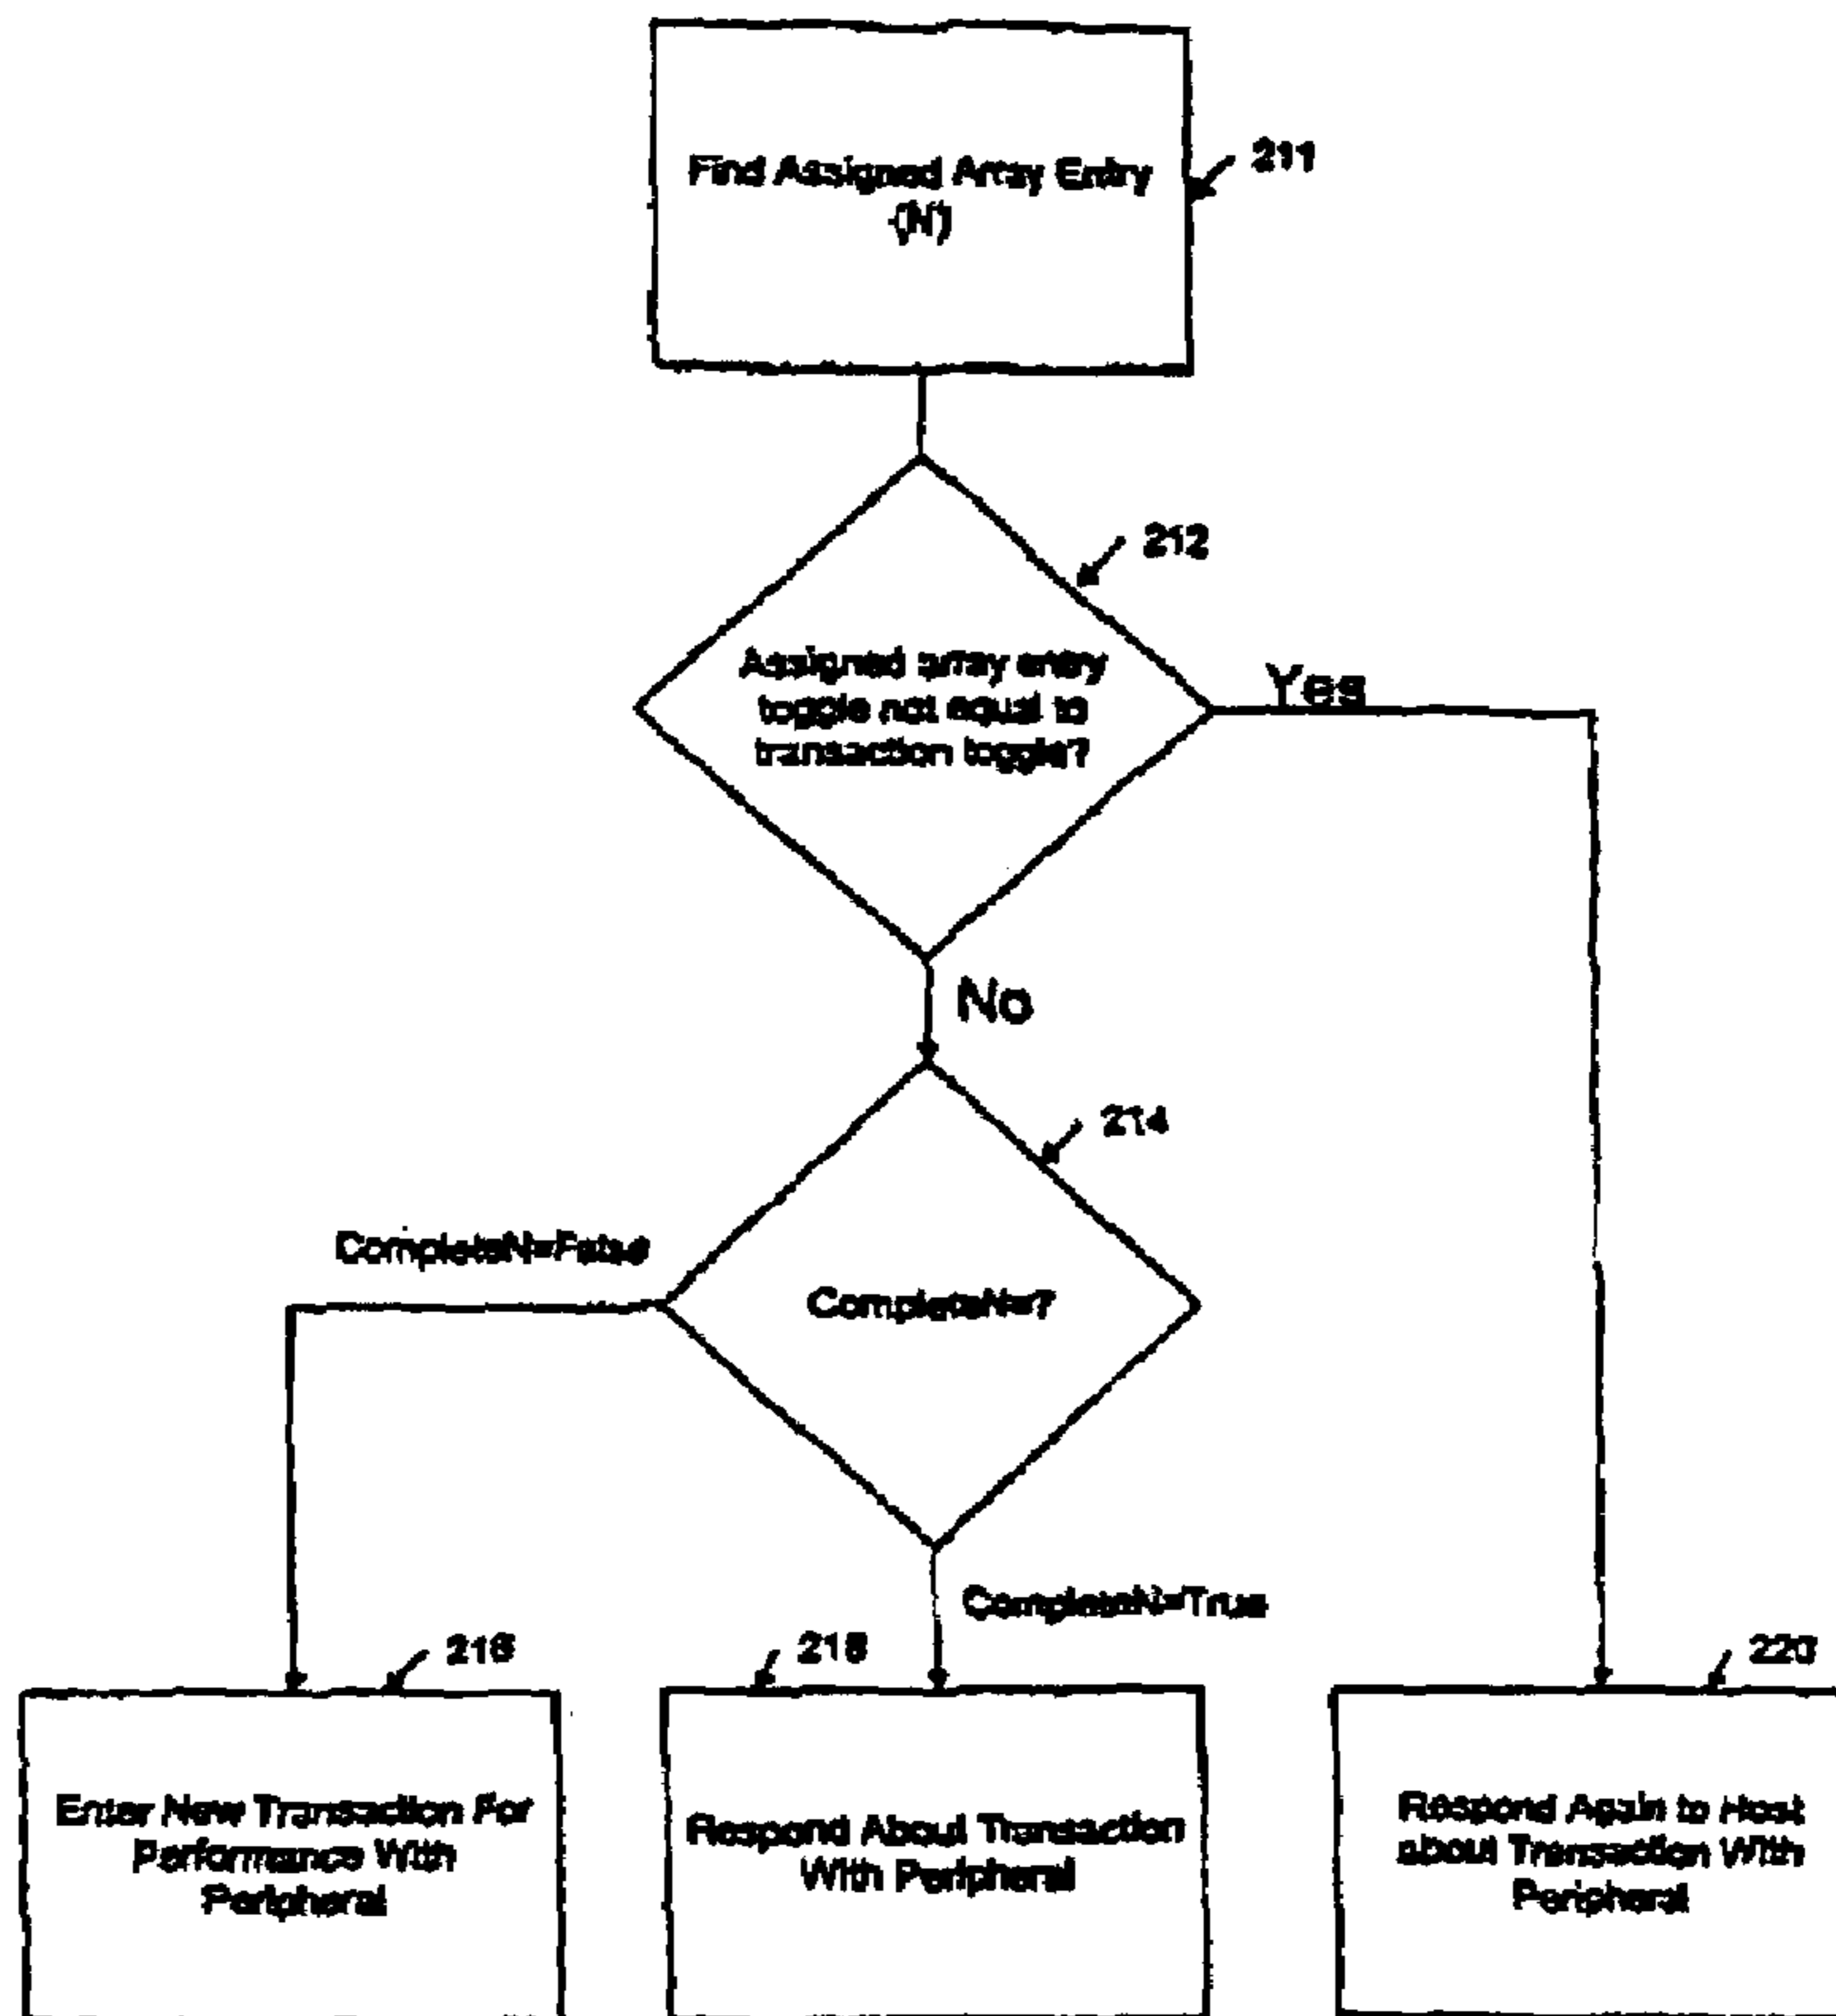 Find Assigned Array Entry
(N)
211
212
Assigned array entry
toggle not equal to
transaction toggle?
Yes
No
214
CompleteN=False
CompleteN=?
CompleteN=True
216
218
220
Enter New Transaction For
Performance With
Peripheral
Respond About Transaction
With Peripheral
Respond Again to Host
about Transaction With
Peripheral